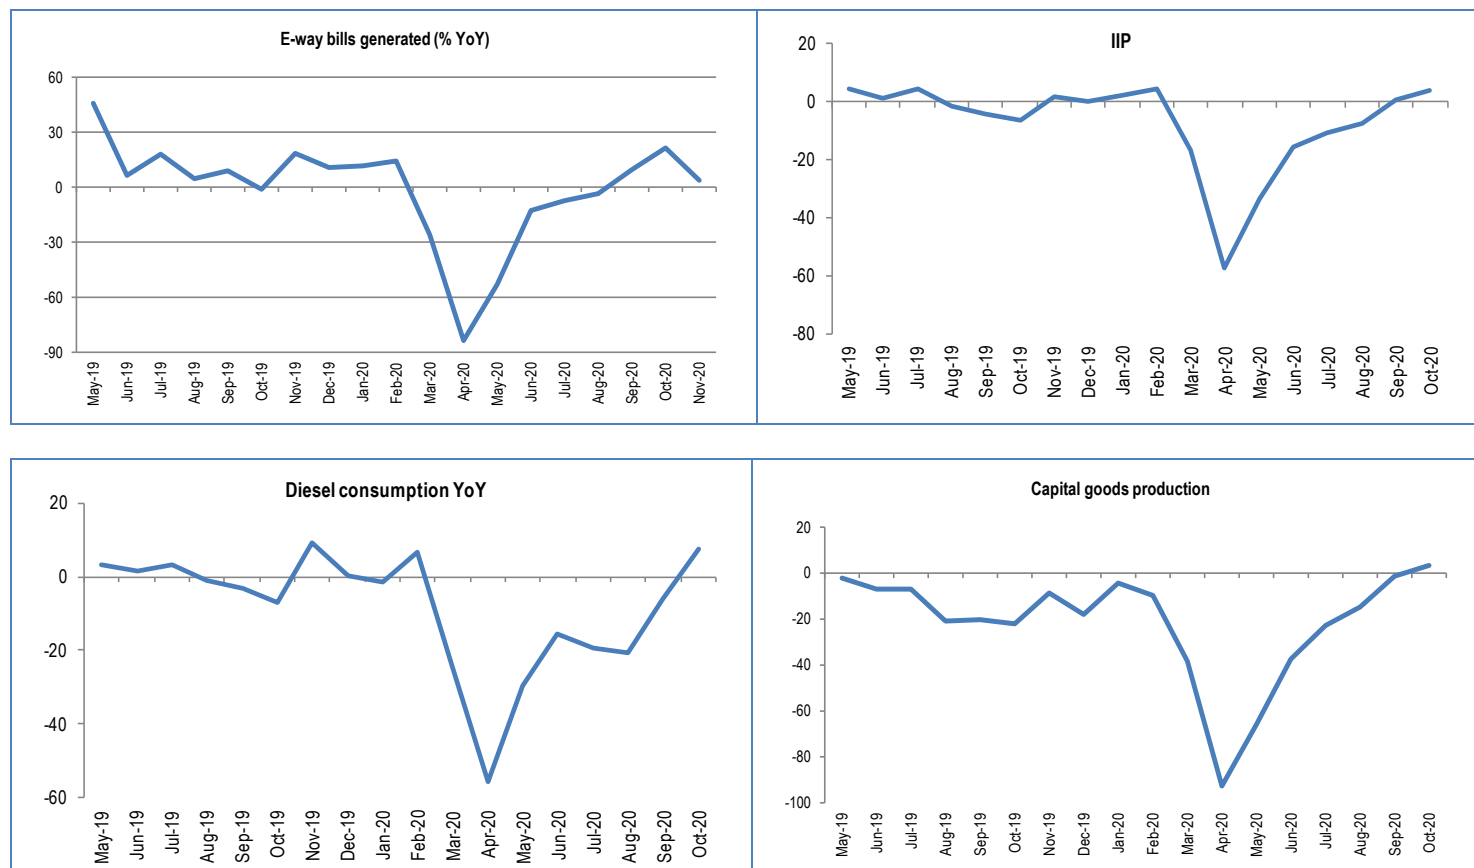 E-way bills generated (% YoY)
60
30
0
-30
-60
-90
May-19
Jun-19
Jul-19
Aug-19
Sep-19
Oct-19
Nov-19
Dec-19
Jan-20
Feb-20
Mar-20
Apr-20
May-20
Jun-20
Jul-20
Aug-20
Sep-20
Oct-20
Nov-20
IIP
20
0
-20
-40
-60
-80
May-19
Jun-19
Jul-19
Aug-19
Sep-19
Oct-19
Nov-19
Dec-19
Jan-20
Feb-20
Mar-20
Apr-20
May-20
Jun-20
Jul-20
Aug-20
Sep-20
Oct-20
Diesel consumption YoY
20
0
-20
-40
-60
May-19
Jun-19
Jul-19
Aug-19
Sep-19
Oct-19
Nov-19
Dec-19
Jan-20
Feb-20
Mar-20
Apr-20
May-20
Jun-20
Jul-20
Aug-20
Sep-20
Oct-20
Capital goods production
20
0
-20
-40
-60
-80
-100
May-19
Jun-19
Jul-19
Aug-19
Sep-19
Oct-19
Nov-19
Dec-19
Jan-20
Feb-20
Mar-20
Apr-20
May-20
Jun-20
Jul-20
Aug-20
Sep-20
Oct-20